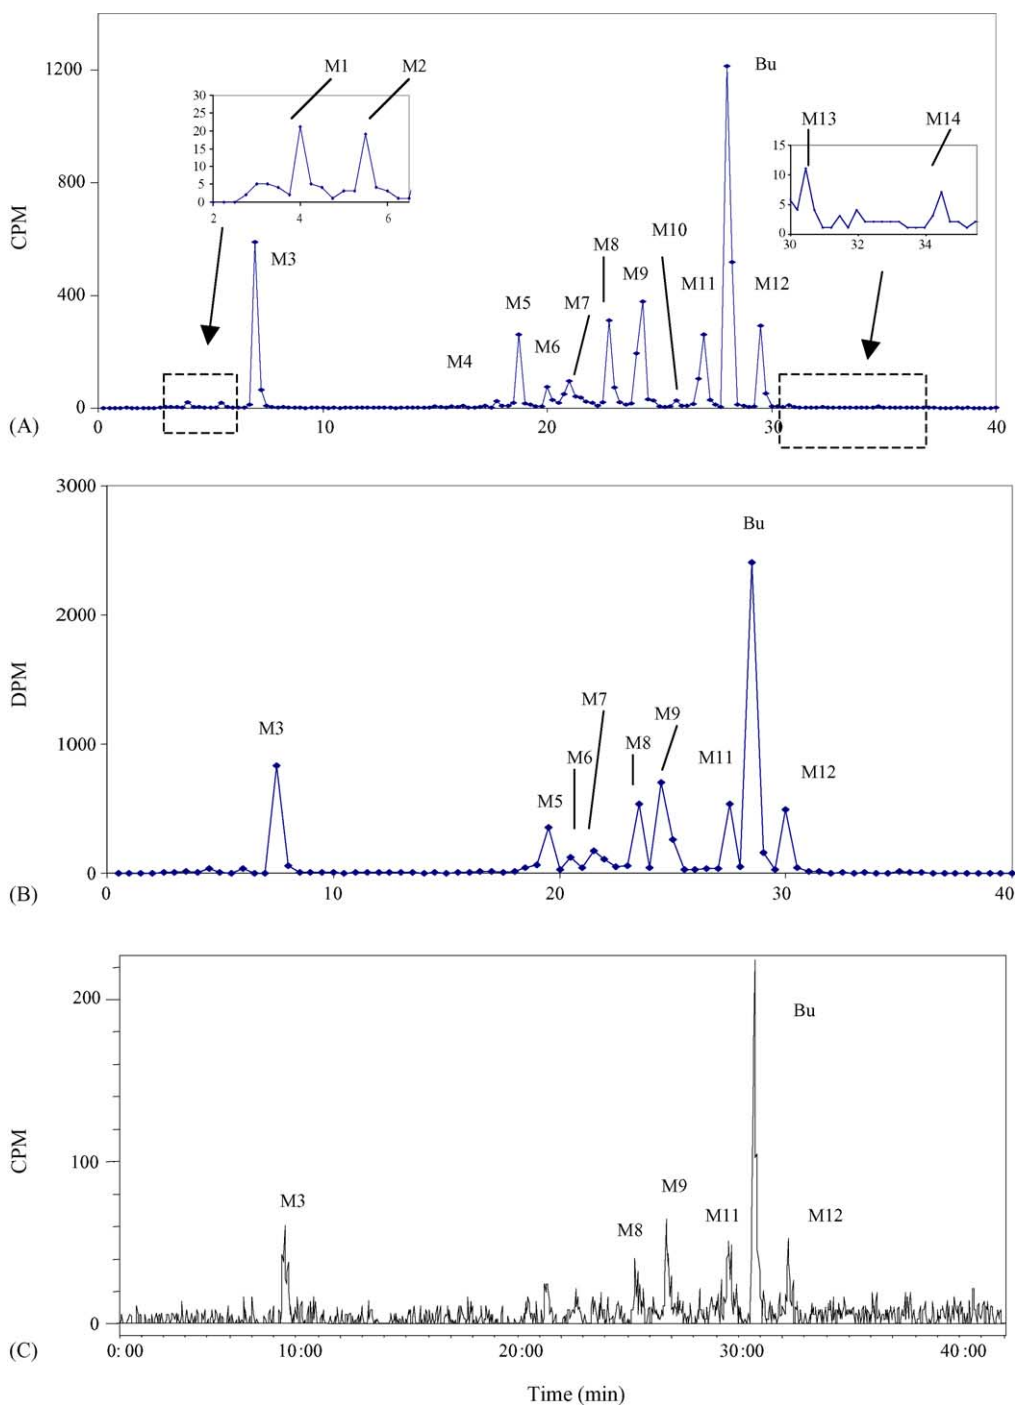 1200
800
400
0
CPM
(A)
M1
M2
30
25
20
15
10
5
0
2
4
6
M3
M4
M5
M6
M7
M8
M9
M10
M11
Bu
M12
M13
M14
15
10
5
0
30
32
34
0
10
20
30
40
3000
2000
1000
0
DPM
(B)
M3
M5
M6
M7
M8
M9
M11
Bu
M12
0
10
20
30
40
200
100
0
CPM
(C)
M3
M8
M9
M11
Bu
M12
0:00
10:00
20:00
30:00
40:00
Time (min)